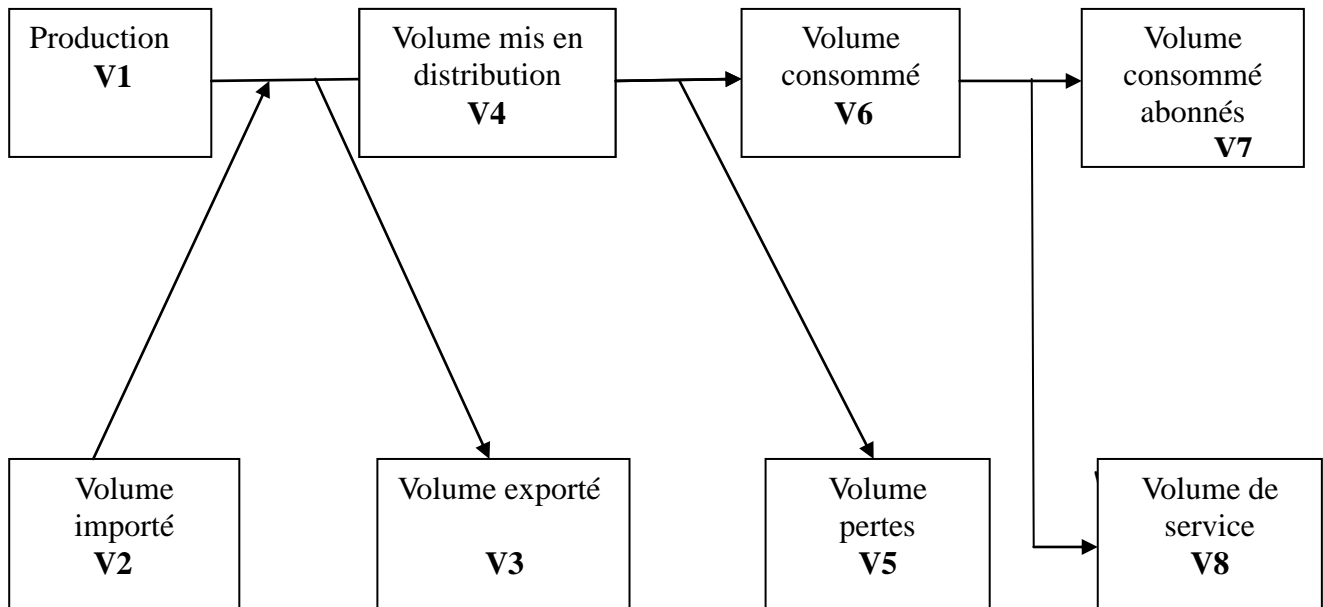 Production
V1
Volume mis en
distribution
V4
Volume
consommé
V6
Volume
consommé
abonnés
V7
Volume
importé
V2
Volume exporté
V3
Volume
pertes
V5
Volume de
service
V8